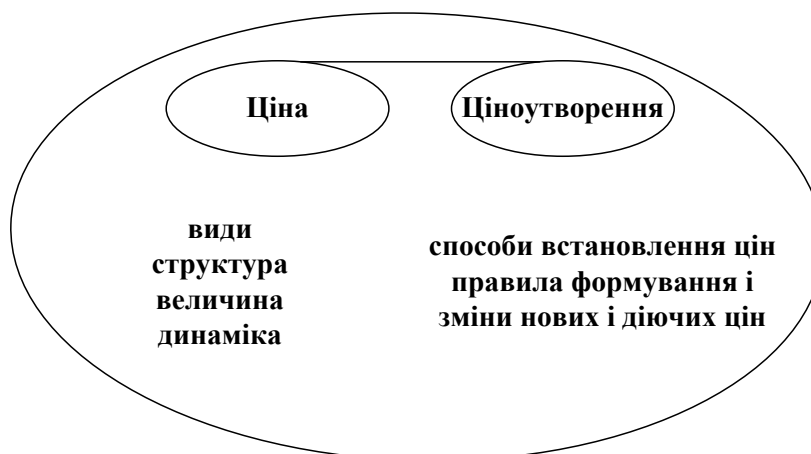 Ціна
Ціноутворення
види
структура
величина
динаміка
способи встановлення цін
правила формування і
зміни нових і діючих цін